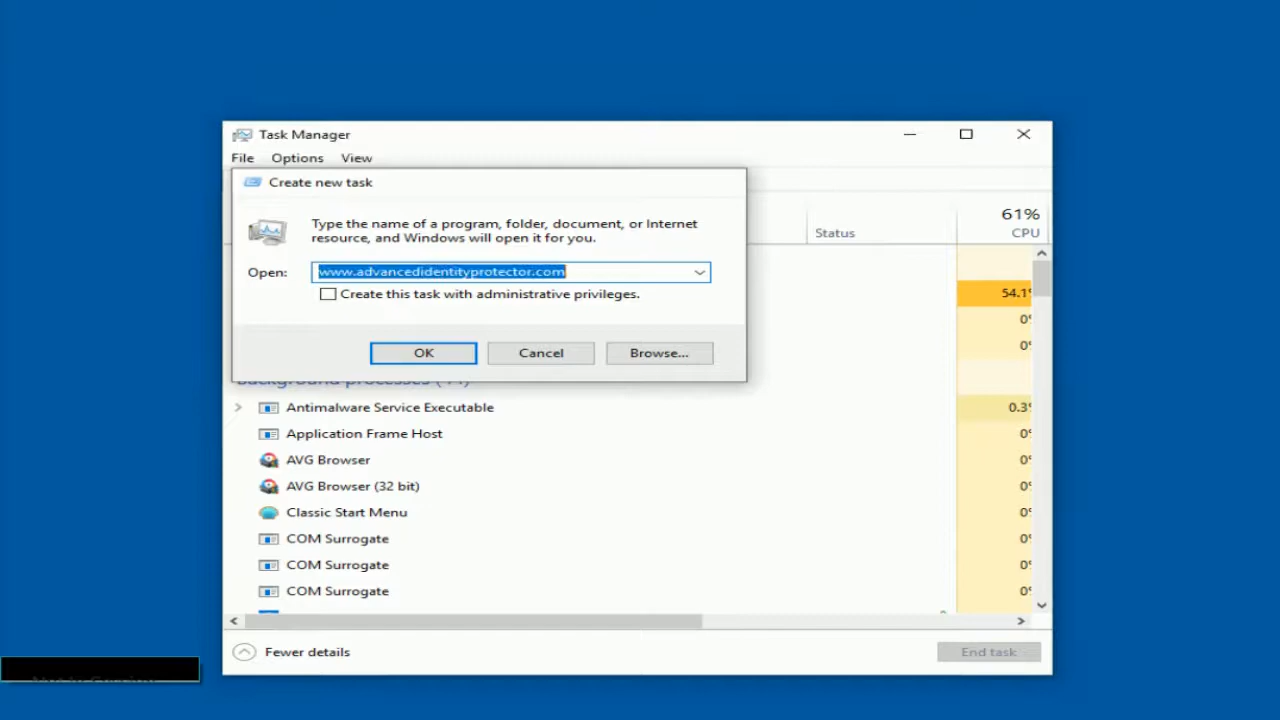 Task Manager
File Options View
Create new task
Type the name of a program, folder, document, or Internet
resource, and Windows will open it for you.
Open: www.advancedidentityprotector.com
Create this task with administrative privileges.
OK Cancel Browse...
61%
Status CPU
54.1%
0%
0%
Background processes
Antimalware Service Executable 0.3%
Application Frame Host 0%
AVG Browser 0%
AVG Browser (32 bit) 0%
Classic Start Menu 0%
COM Surrogate 0%
COM Surrogate 0%
COM Surrogate 0%
Fewer details End task